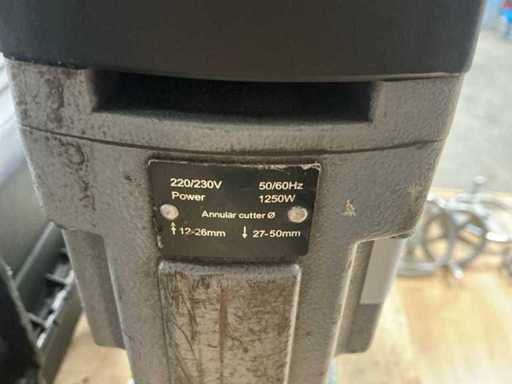 220/230V 50/60Hz
Power 1250W
Annular cutter Ø
↑12-26mm ↓ 27-50mm